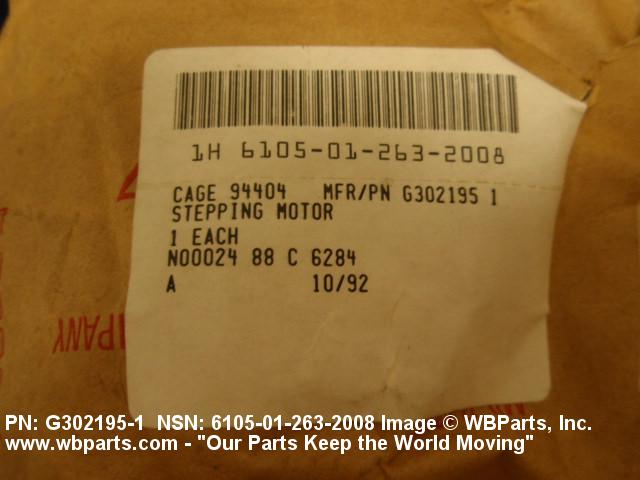 1H 6105-01-263-2008
CAGE 94404 MFR/PN G302195 1
STEPPING MOTOR
1 EACH
N00024 88 C 6284
A 10/92
PANY
PN: G302195-1 NSN: 6105-01-263-2008 Image © WBParts, Inc.
www.wbparts.com - "Our Parts Keep the World Moving"